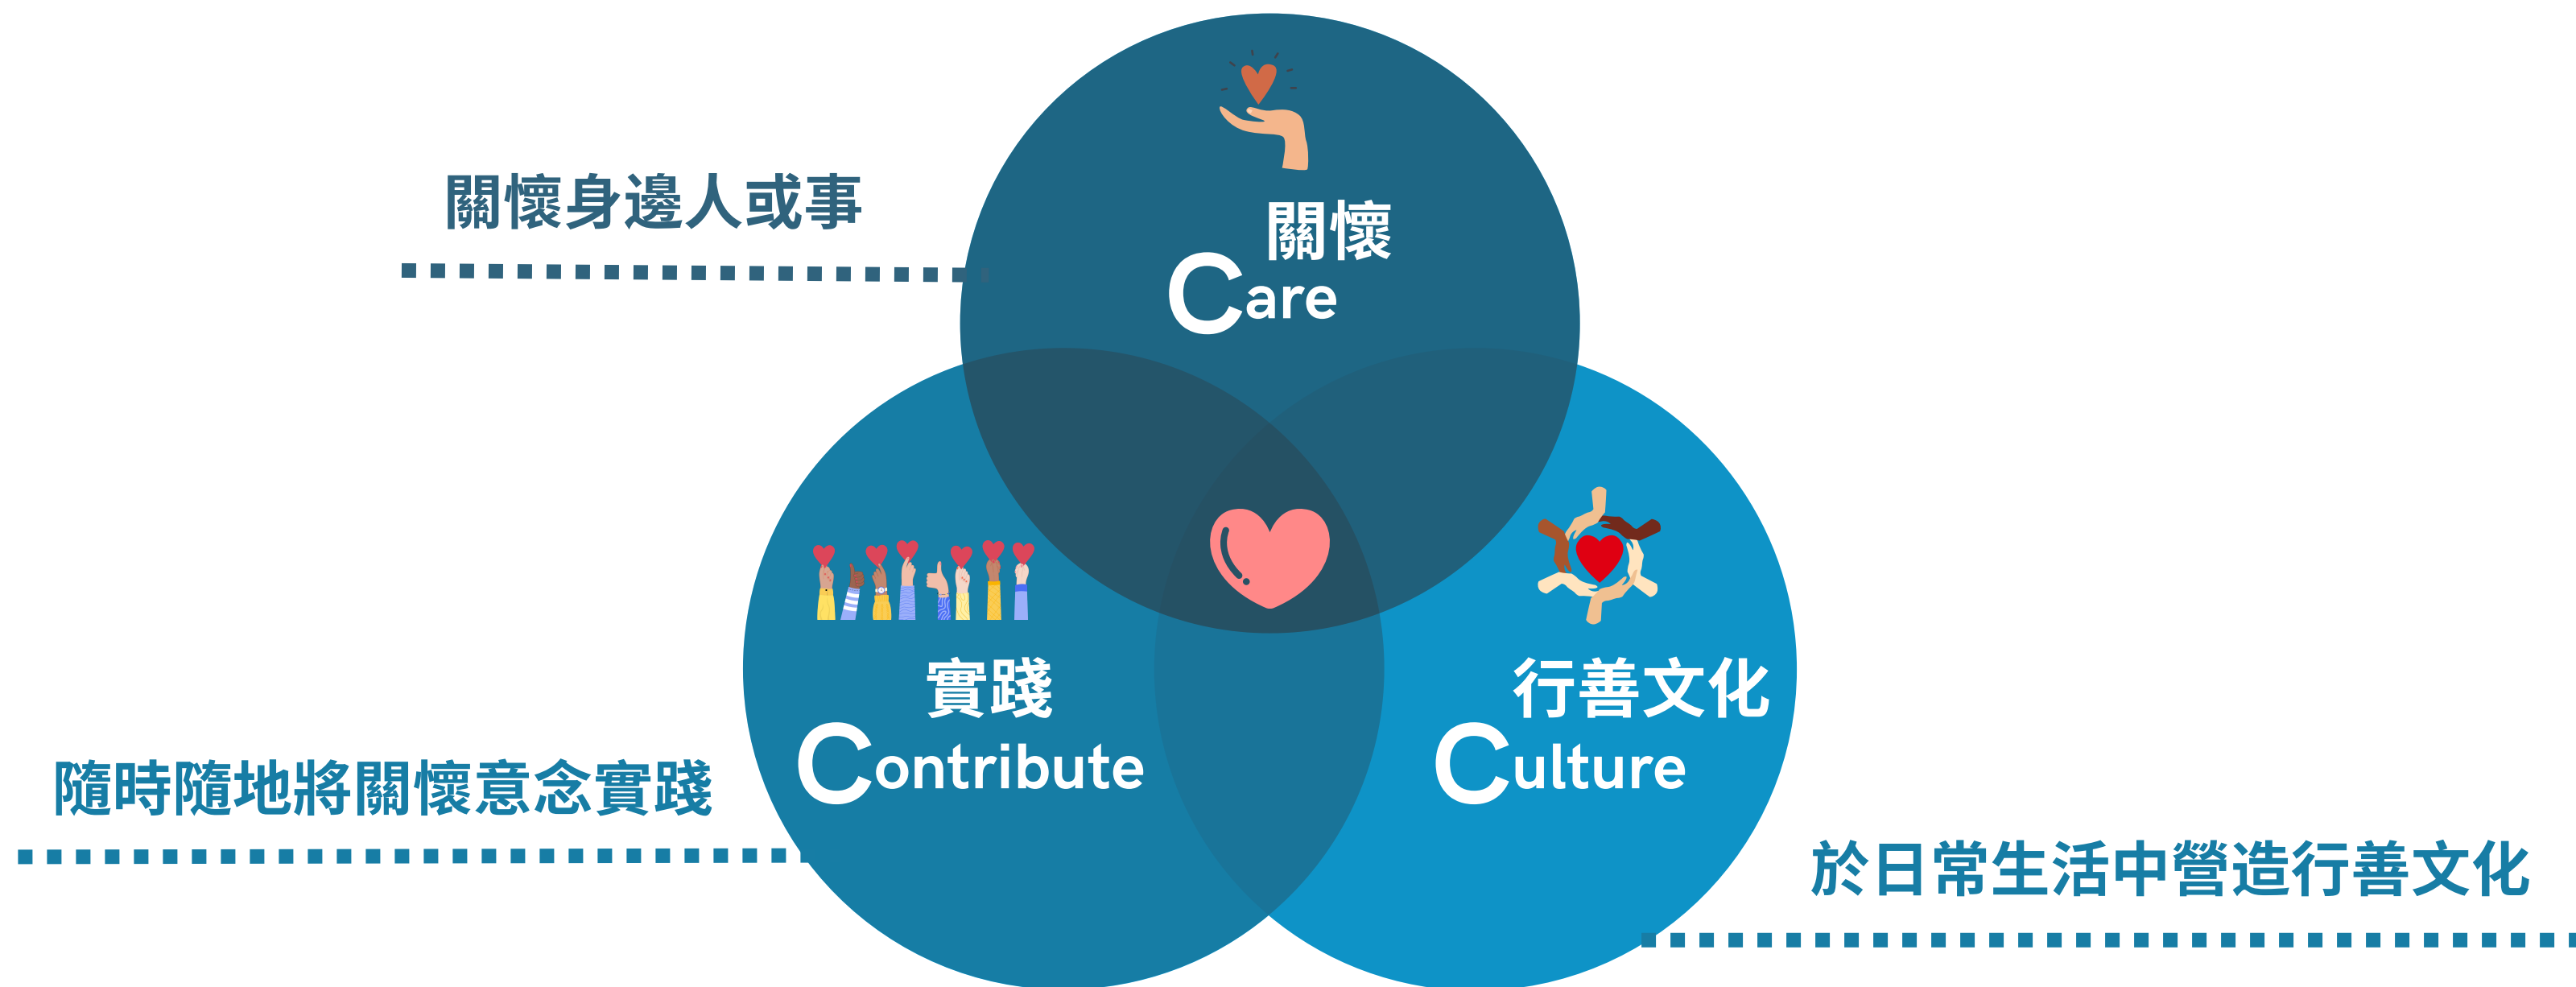 關懷身邊人或事
關懷
Care
實踐
Contribute
行善文化
Culture
隨時隨地將關懷意念實踐
於日常生活中營造行善文化